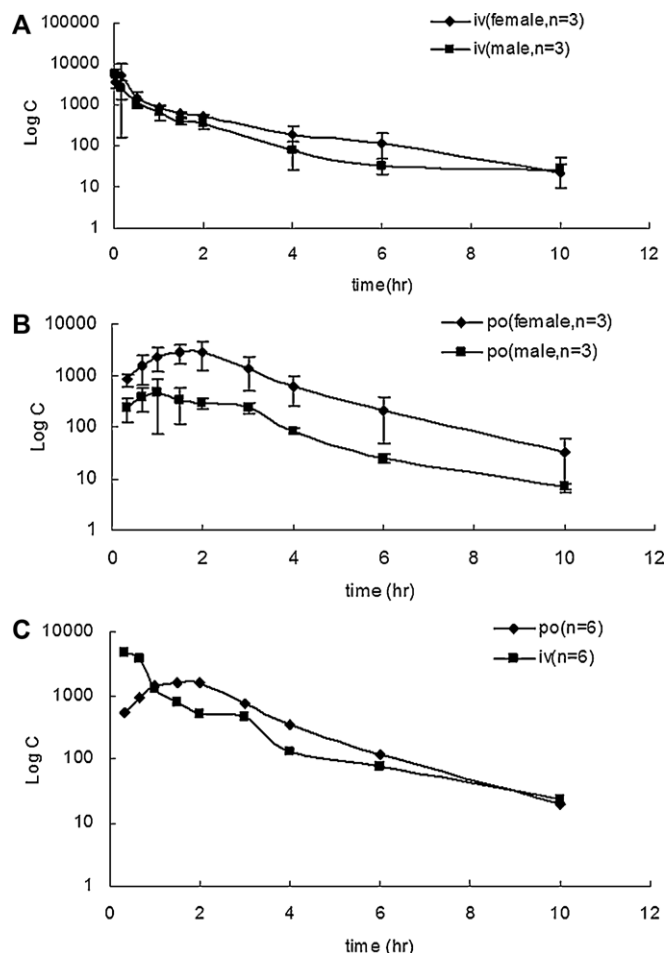 A
iv(female,n=3)
iv(male,n=3)
Log C
100000
10000
1000
100
10
1
0
2
4
6
8
10
12
time(hr)
B
po(female,n=3)
po(male,n=3)
Log C
10000
1000
100
10
1
0
2
4
6
8
10
12
time (hr)
C
po(n=6)
iv(n=6)
Log C
10000
1000
100
10
1
0
2
4
6
8
10
12
time (hr)